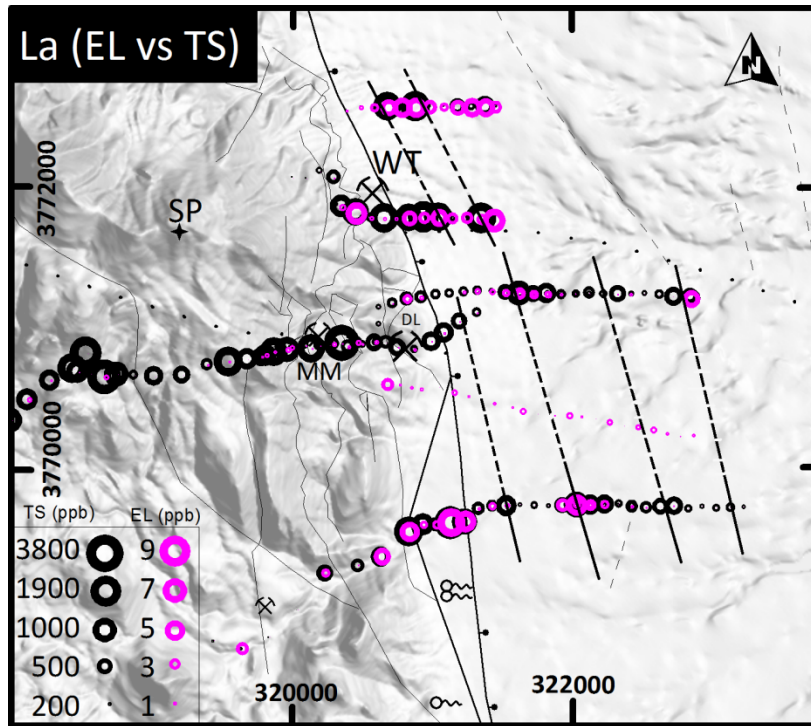 La (EL vs TS)
N
WT
3772000
SP
DL
MM
3770000
TS (ppb) EL (ppb)
3800 9
1900 7
1000 5
500 3
200 1
320000
322000